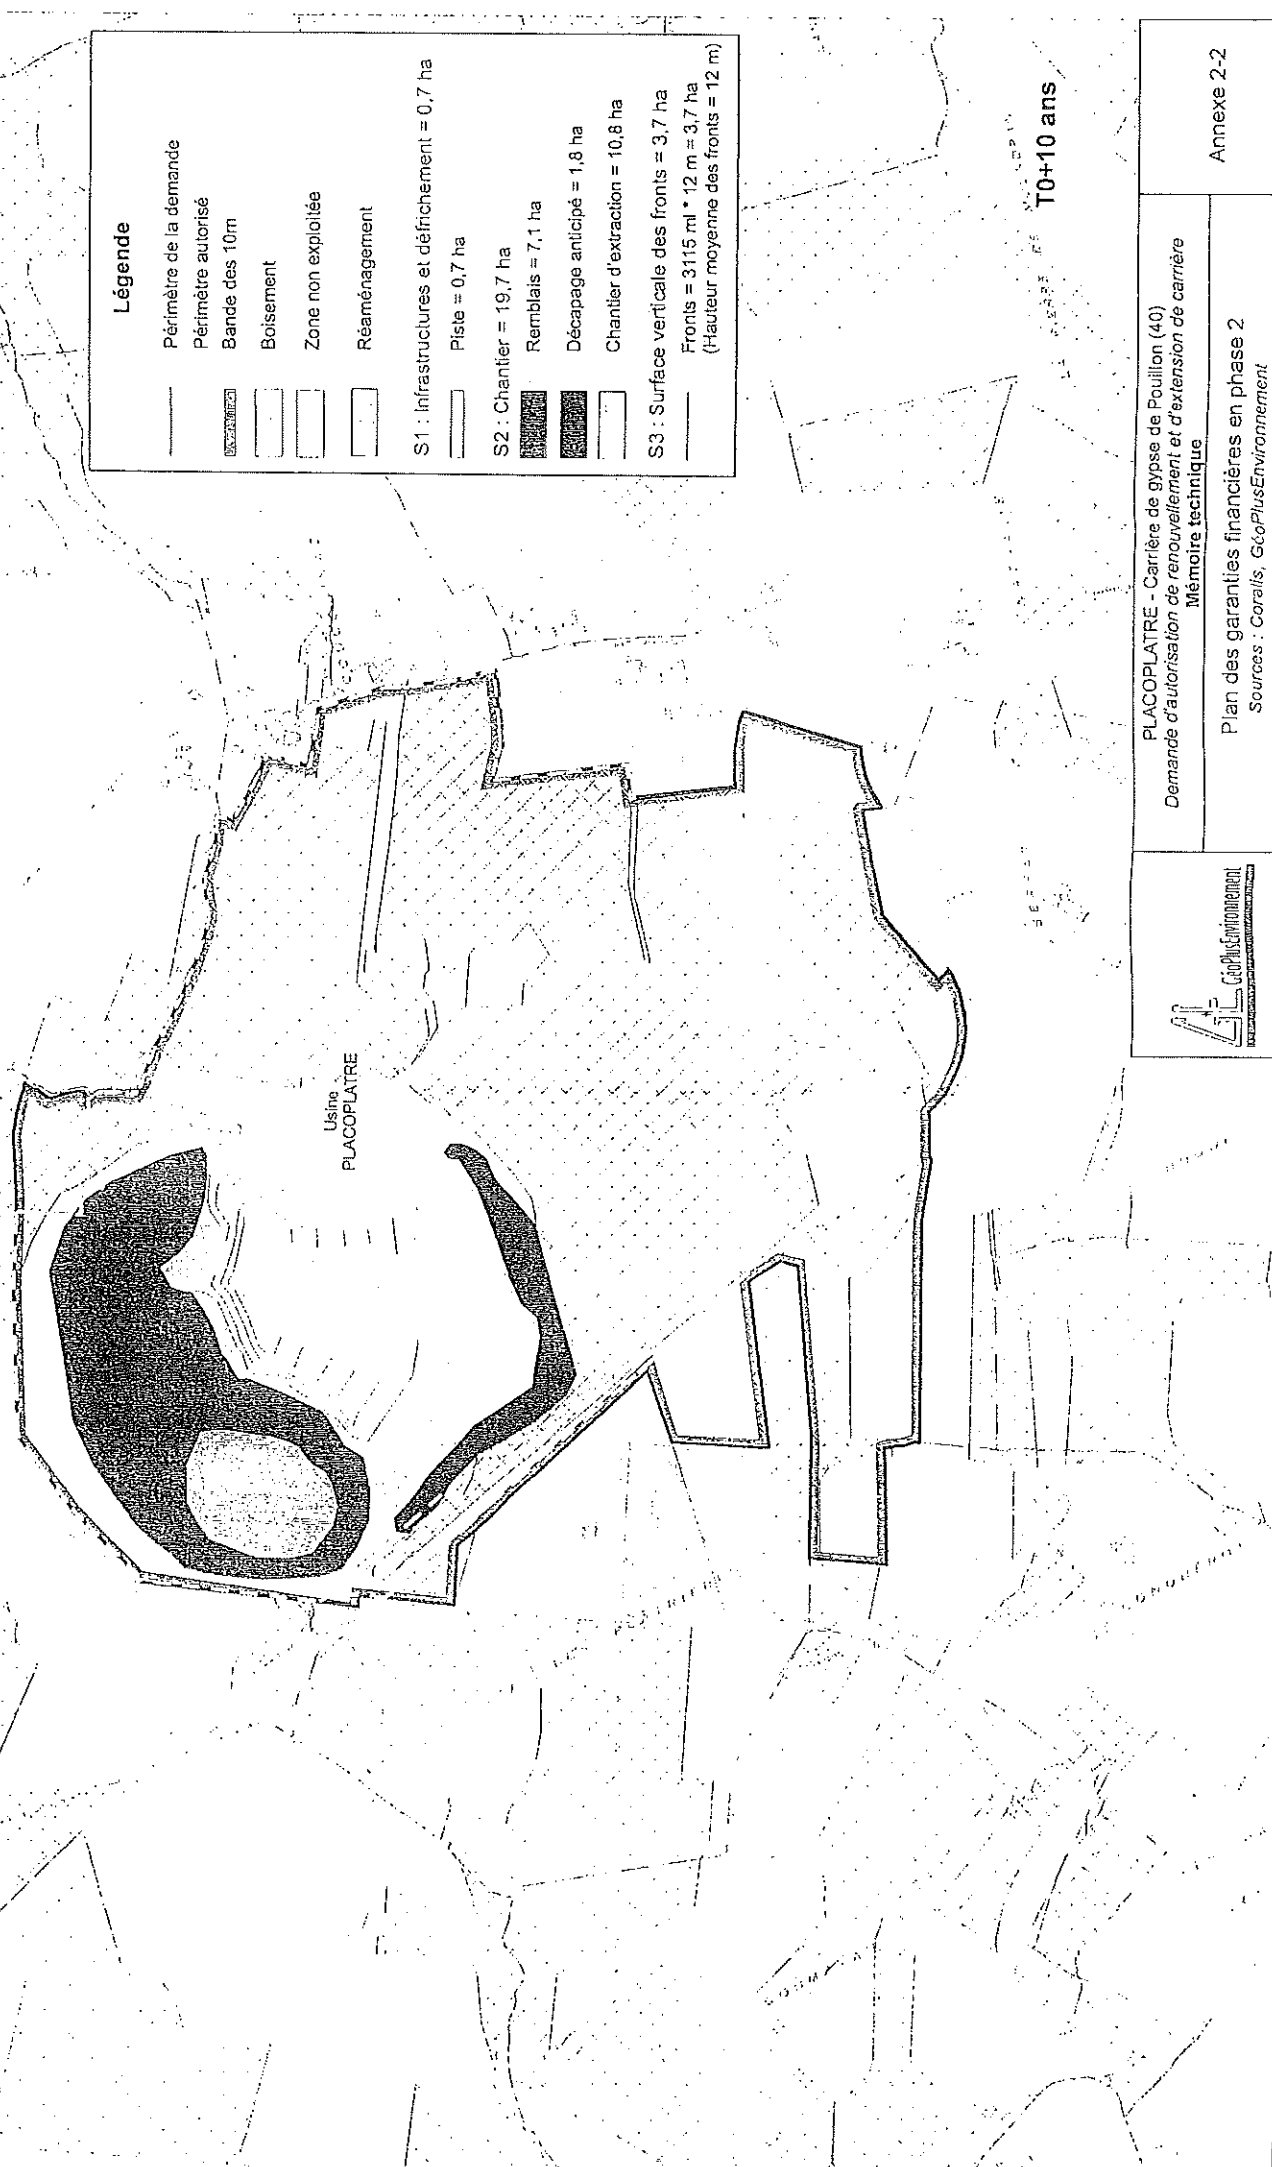 Légende
Périmètre de la demande
Périmètre autorisé
Bande des 10m
Boisement
Zone non exploitée
Réaménagement
S1 : Infrastructures et défrichement = 0,7 ha
Piste = 0,7 ha
S2 : Chantier = 19,7 ha
Remblais = 7,1 ha
Décapage anticipé = 1,8 ha
Chantier d'extraction = 10,8 ha
S3 : Surface verticale des fronts = 3,7 ha
Fronts = 3115 ml * 12 m = 3,7 ha
(Hauteur moyenne des fronts = 12 m)
Usine
PLACOPLATRE
T0+10 ans
GéoPlusEnvironnement
PLACOPLATRE - Carrière de gypse de Pouillon (40)
Demande d'autorisation de renouvellement et d'extension de carrière
Mémoire technique
Plan des garanties financières en phase 2
Sources : Coralis, GéoPlusEnvironnement
Annexe 2-2